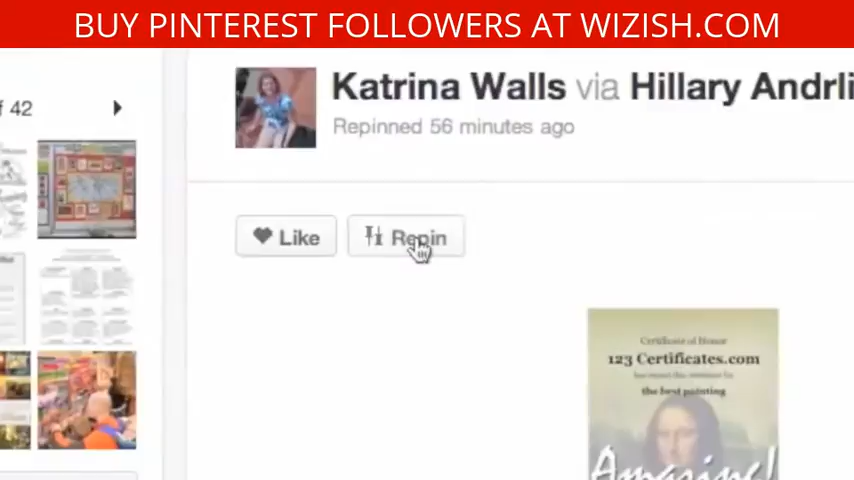 BUY PINTEREST FOLLOWERS AT WIZISH.COM
Katrina Walls via Hillary Andrli
Repinned 56 minutes ago
f 42
Like
Repin
Certificate of Honor
123 Certificates.com
the best painting
Amazing!